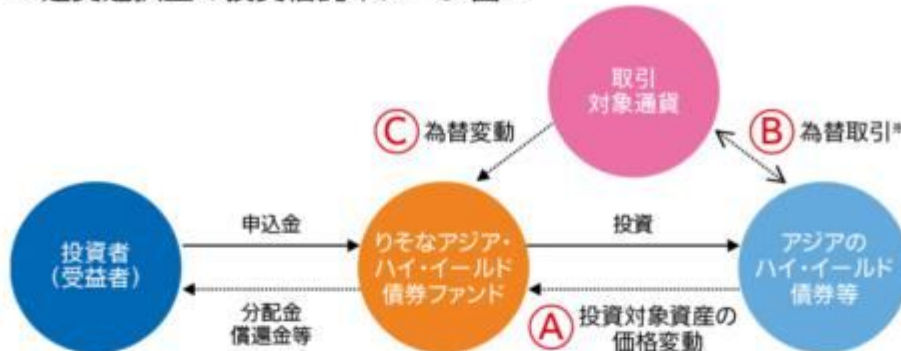 取引
対象通貨
Ⓒ 為替変動
Ⓑ 為替取引※
申込金
投資
投資者
(受益者)
りそなアジア・
ハイ・イールド
債券ファンド
アジアの
ハイ・イールド
債券等
分配金
償還金等
Ⓐ 投資対象資産の
価格変動